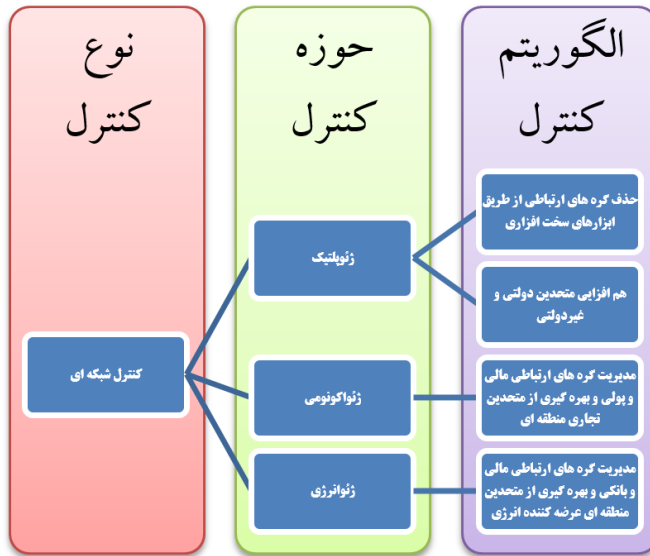 نوع
کنترل
حوزه
کنترل
الگوریتم
کنترل
کنترل شبکه ای
ژئوپلتیک
ژئواکونومی
ژئوانرژی
حذف گره های ارتباطی از طریق
ابزارهای سخت افزاری
هم افزایی متحدین دولتی و
غیردولتی
مدیریت گره های ارتباطی مالی
و پولی و بهره گیری از متحدین
تجاری منطقه ای
مدیریت گره های ارتباطی مالی
و بانکی و بهره گیری از متحدین
منطقه ای عرضه کننده انرژی